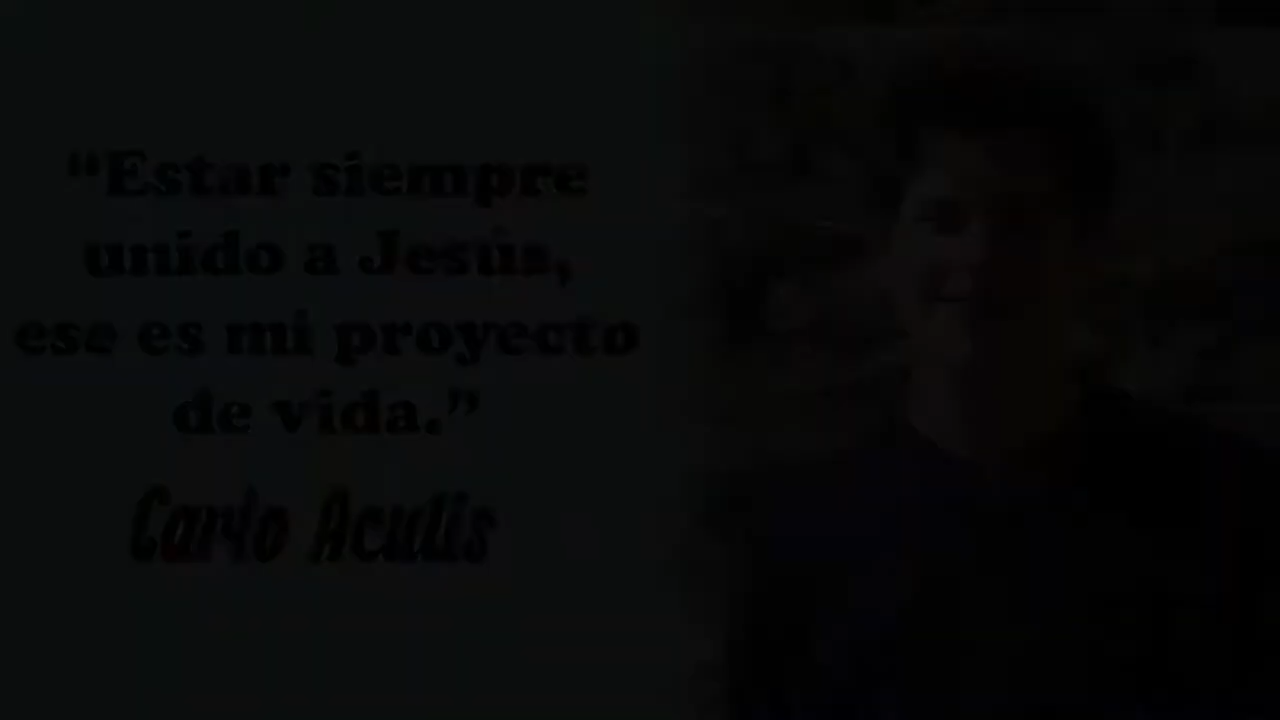 “Estar siempre
unido a Jesús,
ese es mi proyecto
de vida.”
Carlo Acutis